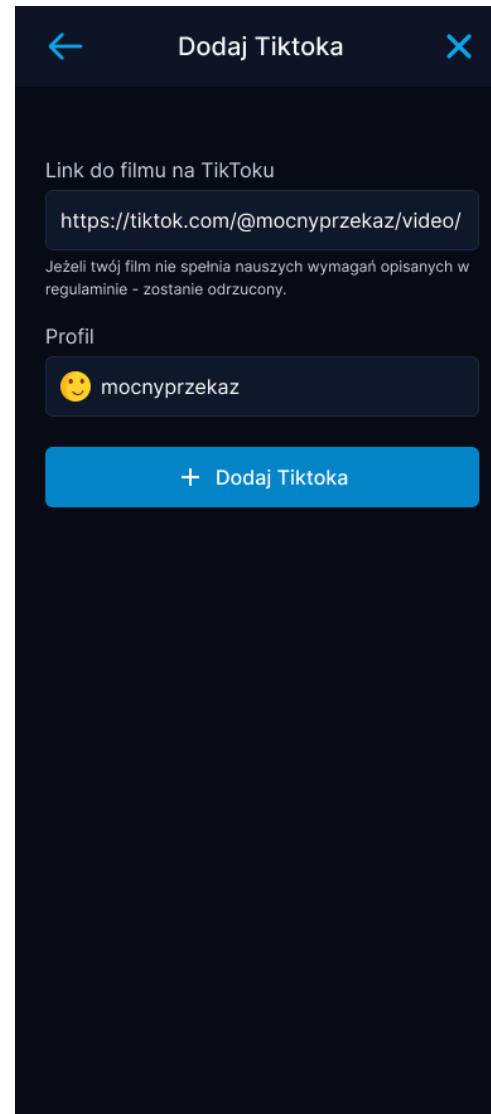 Dodaj Tiktoka
Link do filmu na TikToku
https://tiktok.com/@mocnyprzekaz/video/
Jeżeli twój film nie spełnia nauszych wymagań opisanych w
regulaminie - zostanie odrzucony.
Profil
mocnyprzekaz
+ Dodaj Tiktoka